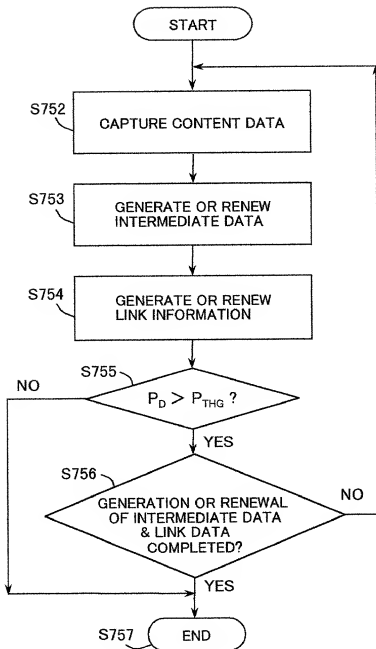 START
S752
CAPTURE CONTENT DATA
S753
GENERATE OR RENEW
INTERMEDIATE DATA
S754
GENERATE OR RENEW
LINK INFORMATION
S755
NO
P_D > P_THG ?
YES
S756
NO
GENERATION OR RENEWAL
OF INTERMEDIATE DATA
& LINK DATA
COMPLETED?
YES
S757
END